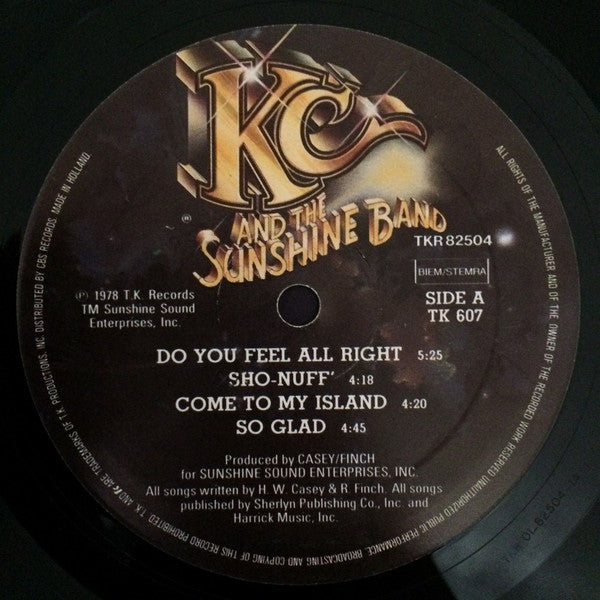 KC
AND THE
SUNSHINE BAND
®
TKR 82504
BIEM/STEMRA
SIDE A
TK 607
℗ 1978 T.K. Records
TM Sunshine Sound
Enterprises, Inc.
DO YOU FEEL ALL RIGHT 5:25
SHO-NUFF' 4:18
COME TO MY ISLAND 4:20
SO GLAD 4:45
Produced by CASEY/FINCH
for SUNSHINE SOUND ENTERPRISES, INC.
All songs written by H. W. Casey & R. Finch. All songs
published by Sherlyn Publishing Co., Inc. and
Harrick Music, Inc.
ALL RIGHTS OF THE MANUFACTURER AND OF THE OWNER OF THE RECORDED WORK RESERVED UNAUTHORIZED PUBLIC PERFORMANCE, BROADCASTING AND COPYING OF THIS RECORD PROHIBITED. T.K. AND ARE TRADEMARKS OF T.K. PRODUCTIONS, INC. DISTRIBUTED BY CBS RECORDS. MADE IN HOLLAND.